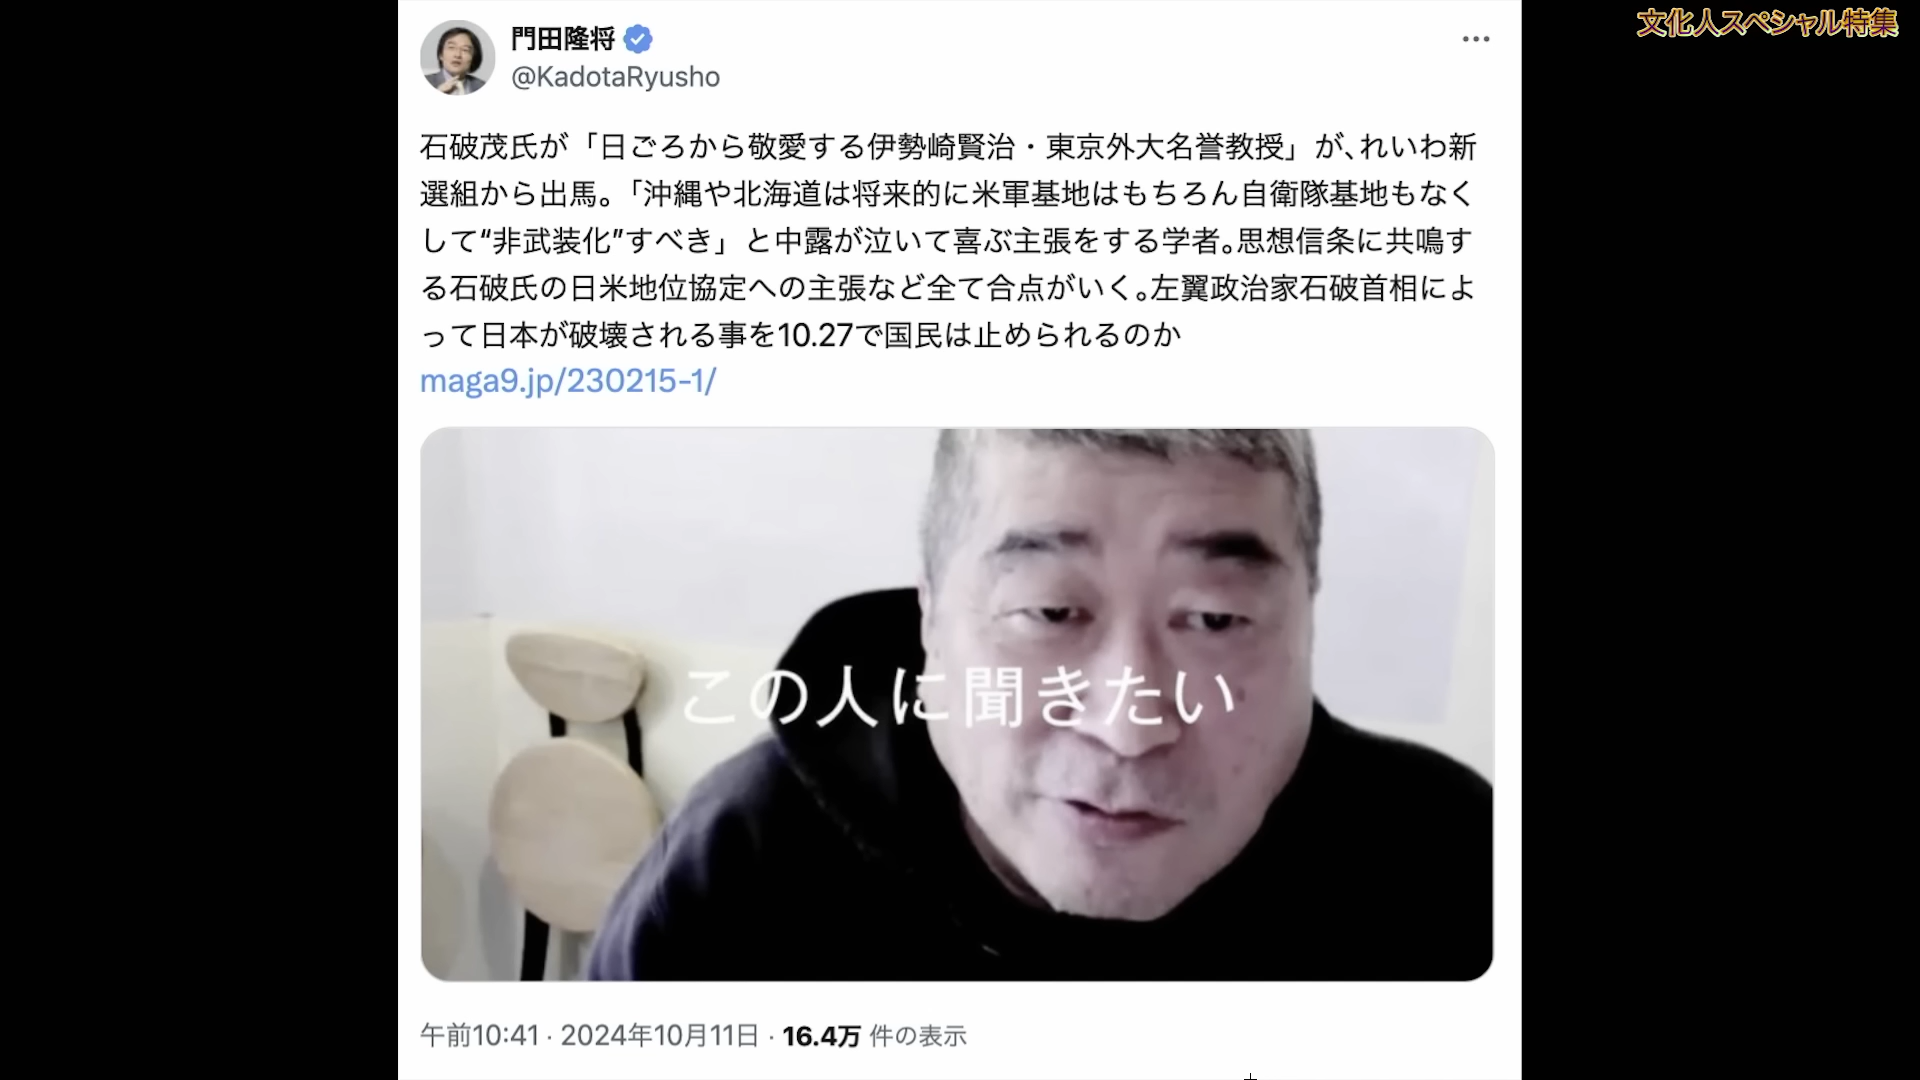 文化人スペシャル特集
門田隆将
@KadotaRyusho
石破茂氏が「日ごろから敬愛する伊勢崎賢治・東京外大名誉教授」が､れいわ新
選組から出馬。「沖縄や北海道は将来的に米軍基地はもちろん自衛隊基地もなく
して“非武装化”すべき」と中露が泣いて喜ぶ主張をする学者｡思想信条に共鳴す
る石破氏の日米地位協定への主張など全て合点がいく｡左翼政治家石破首相によ
って日本が破壊される事を10.27で国民は止められるのか
maga9.jp/230215-1/
この人に聞きたい
午前10:41 · 2024年10月11日 · 16.4万 件の表示